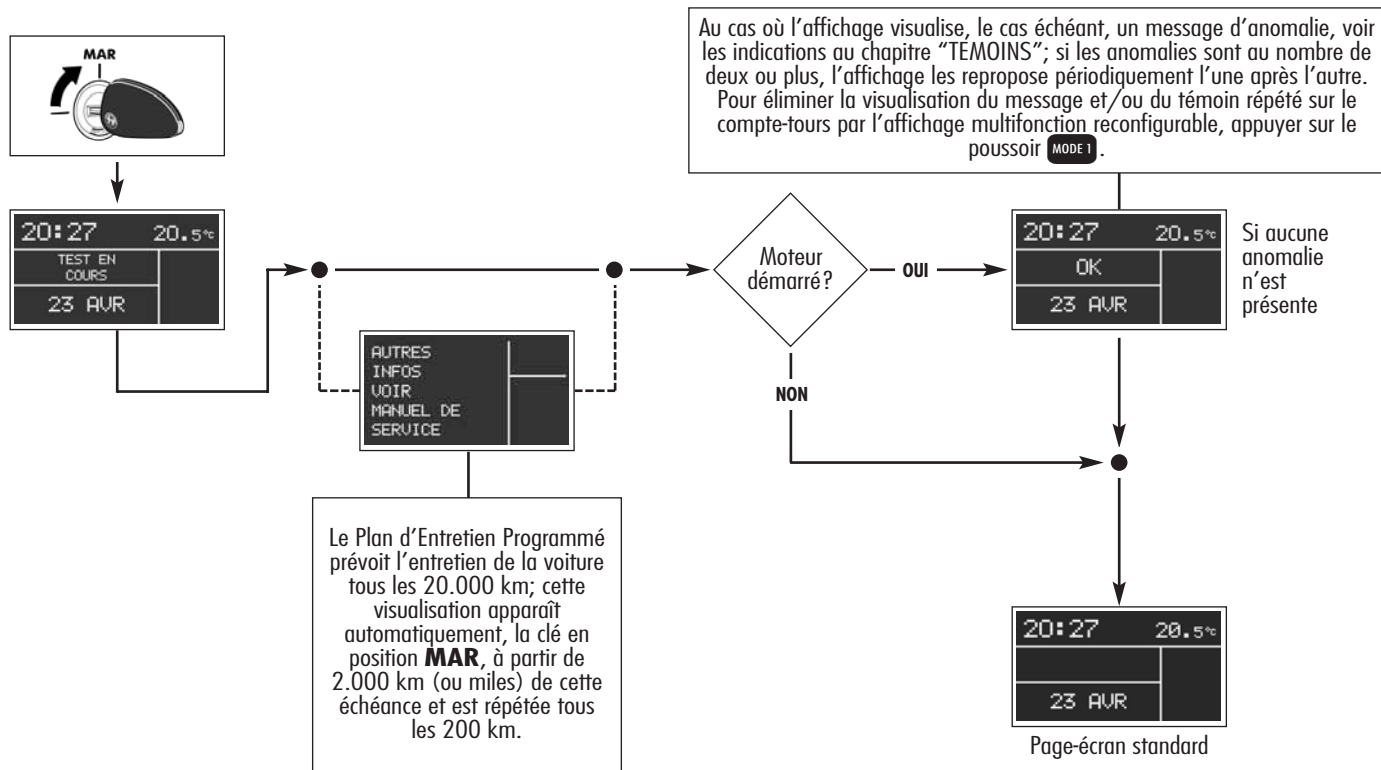 MAR
Au cas où l’affichage visualise, le cas échéant, un message d’anomalie, voir
les indications au chapitre “TEMOINS”; si les anomalies sont au nombre de
deux ou plus, l’affichage les repropose périodiquement l’une après l’autre.
Pour éliminer la visualisation du message et/ou du témoin répété sur le
compte-tours par l’affichage multifonction reconfigurable, appuyer sur le
poussoir MODE 1 .
20:27 20.5°c
TEST EN
COURS
23 AVR
AUTRES
INFOS
VOIR
MANUEL DE
SERVICE
Le Plan d’Entretien Programmé
prévoit l’entretien de la voiture
tous les 20.000 km; cette
visualisation apparaît
automatiquement, la clé en
position MAR, à partir de
2.000 km (ou miles) de cette
échéance et est répétée tous
les 200 km.
Moteur
démarré?
OUI
NON
20:27 20.5°c
OK
23 AVR
Si aucune
anomalie
n’est
présente
20:27 20.5°c
23 AVR
Page-écran standard